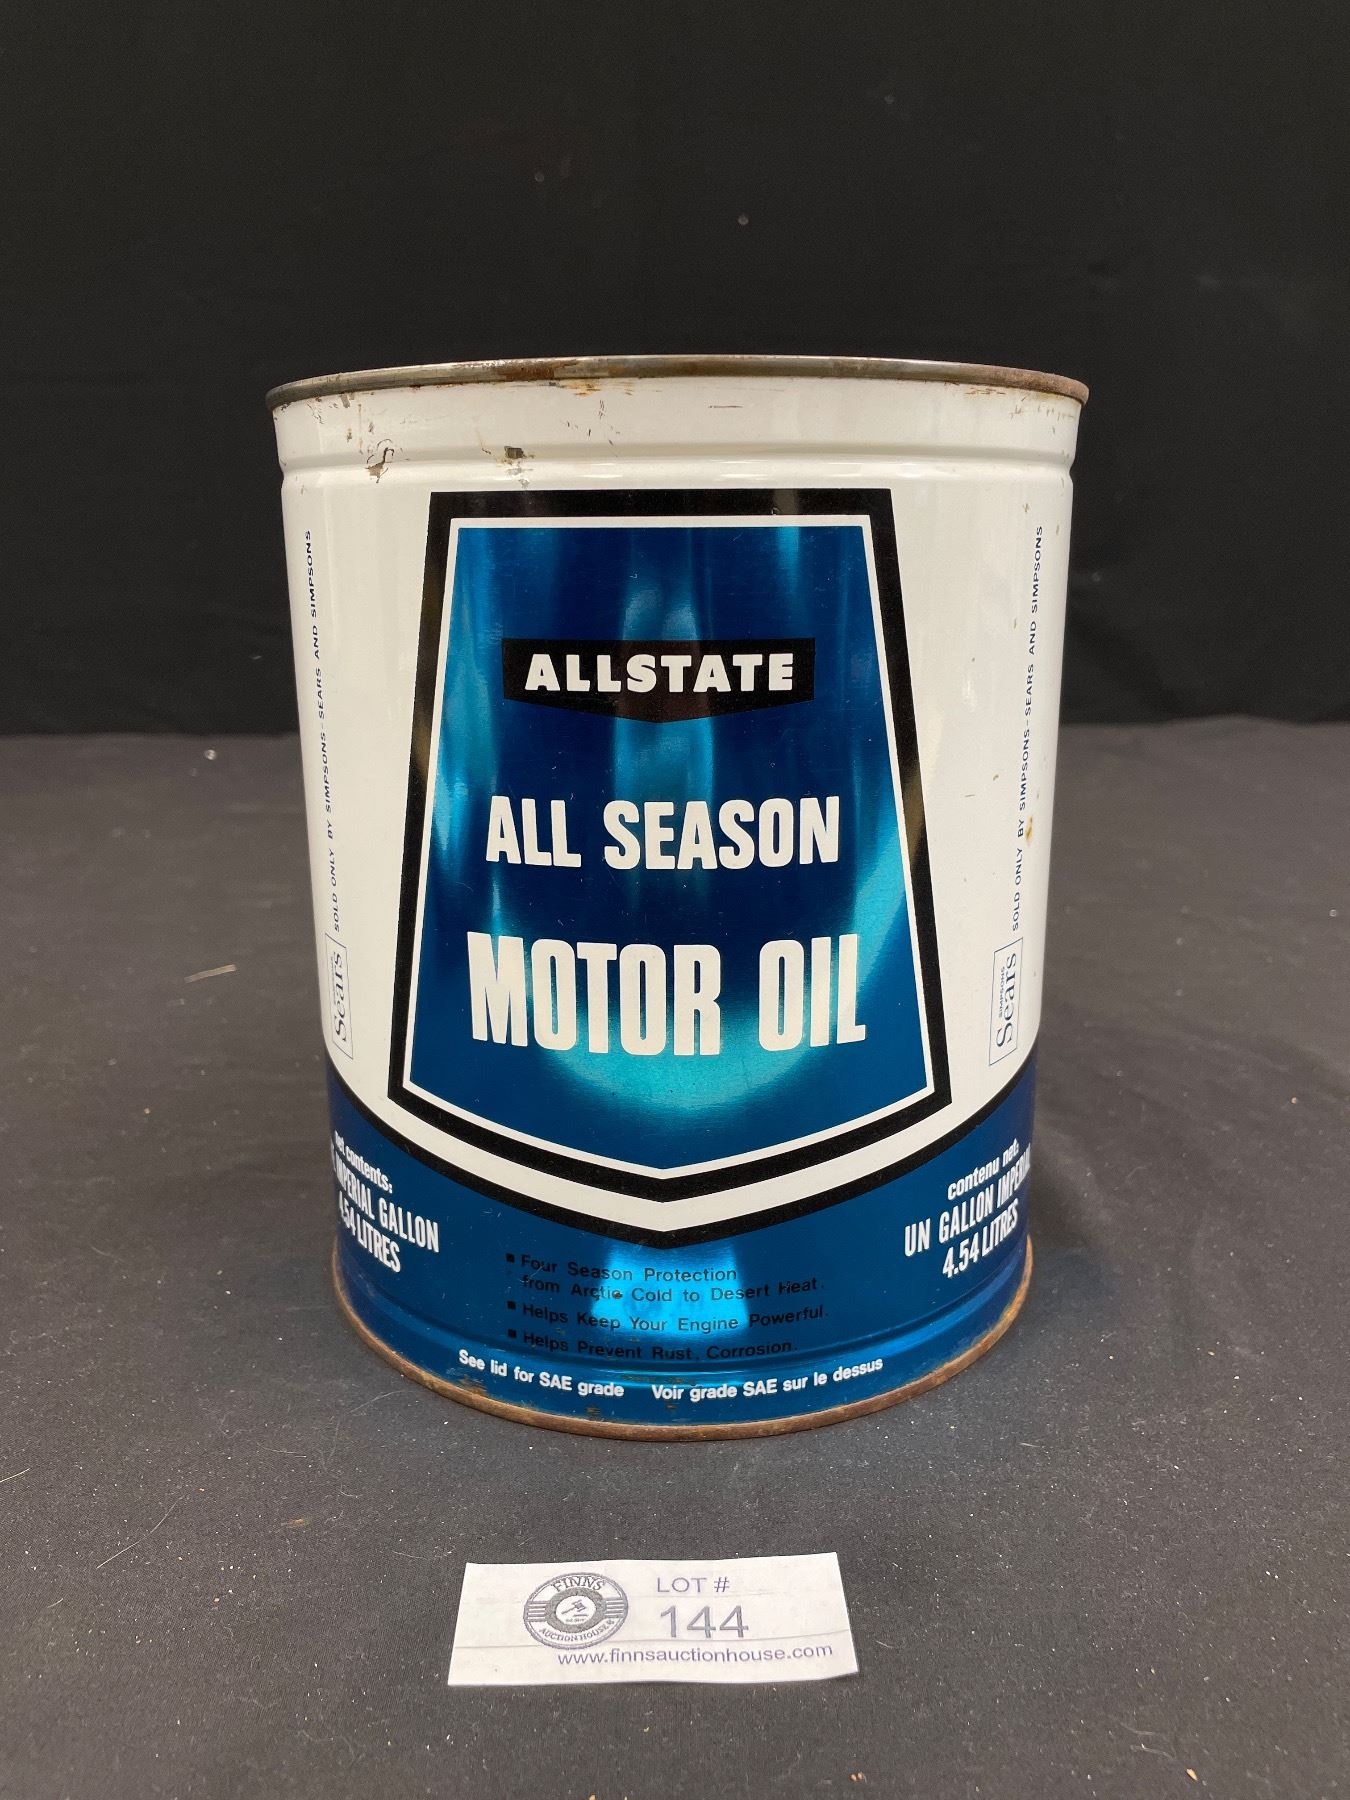 ALLSTATE
ALL SEASON
MOTOR OIL
SOLD ONLY BY SIMPSONS-SEARS AND SIMPSONS
Sears
SOLD ONLY BY SIMPSONS-SEARS AND SIMPSONS
SIMPSONS
Sears
net contents:
IMPERIAL GALLON
4.54 LITRES
contenu net:
UN GALLON IMPERIAL
4.54 LITRES
▪ Four Season Protection
from Arctic Cold to Desert Heat.
▪ Helps Keep Your Engine Powerful.
▪ Helps Prevent Rust, Corrosion.
See lid for SAE grade Voir grade SAE sur le dessus
FINNS
AUCTION HOUSE
LOT #
144
www.finnsauctionhouse.com